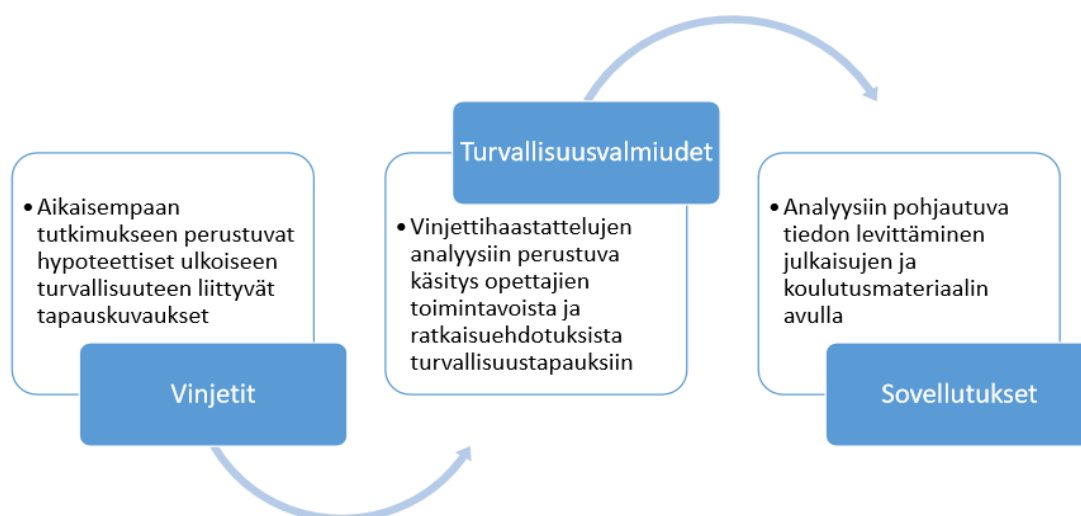 • Aikaisempaan
tutkimukseen perustuvat
hypoteettiset ulkoiseen
turvallisuuteen liittyvät
tapauskuvaukset
Vinjetit
Turvallisuusvalmiudet
• Vinjettihaastattelujen
analyysiin perustuva
käsitys opettajien
toimintavoista ja
ratkaisuehdotuksista
turvallisuustapauksiin
• Analyysiin pohjautuva
tiedon levittäminen
julkaisujen ja
koulutusmateriaalin
avulla
Sovellutukset